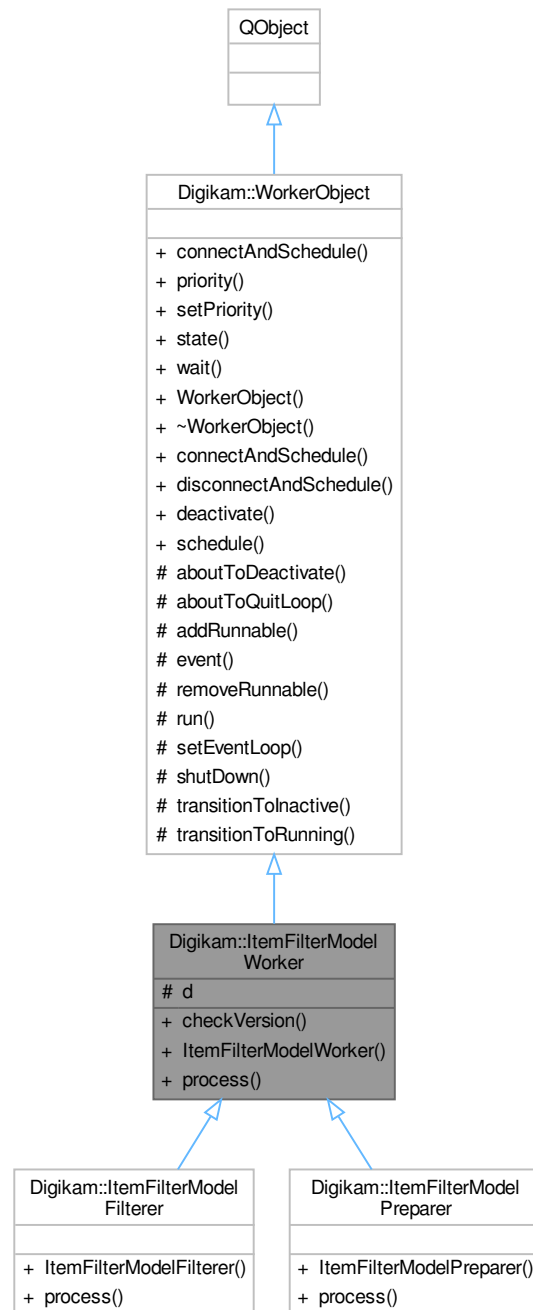 QObject
Digikam::WorkerObject
+ connectAndSchedule()
+ priority()
+ setPriority()
+ state()
+ wait()
+ WorkerObject()
+ ~WorkerObject()
+ connectAndSchedule()
+ disconnectAndSchedule()
+ deactivate()
+ schedule()
# aboutToDeactivate()
# aboutToQuitLoop()
# addRunnable()
# event()
# removeRunnable()
# run()
# setEventLoop()
# shutDown()
# transitionToInactive()
# transitionToRunning()
Digikam::ItemFilterModel
Worker
# d
+ checkVersion()
+ ItemFilterModelWorker()
+ process()
Digikam::ItemFilterModel
Filterer
+ ItemFilterModelFilterer()
+ process()
Digikam::ItemFilterModel
Preparer
+ ItemFilterModelPreparer()
+ process()